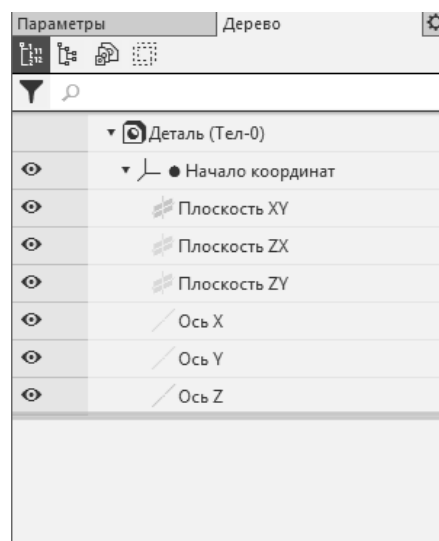 Параметры Дерево
Деталь (Тел-0)
Начало координат
Плоскость XY
Плоскость ZX
Плоскость ZY
Ось X
Ось Y
Ось Z